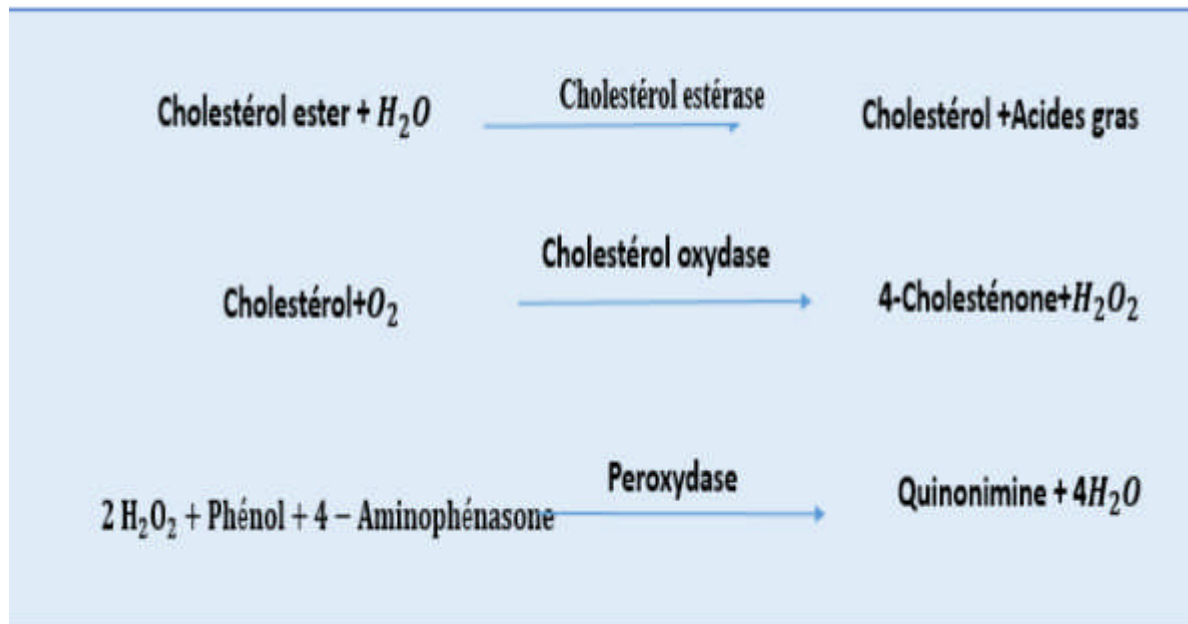 Cholestérol ester + H₂O Cholestérol estérase Cholestérol +Acides gras
Cholestérol+O₂ Cholestérol oxydase 4-Cholesténone+H₂O₂
2 H₂O₂ + Phénol + 4 − Aminophénasone Peroxydase Quinonimine + 4H₂O